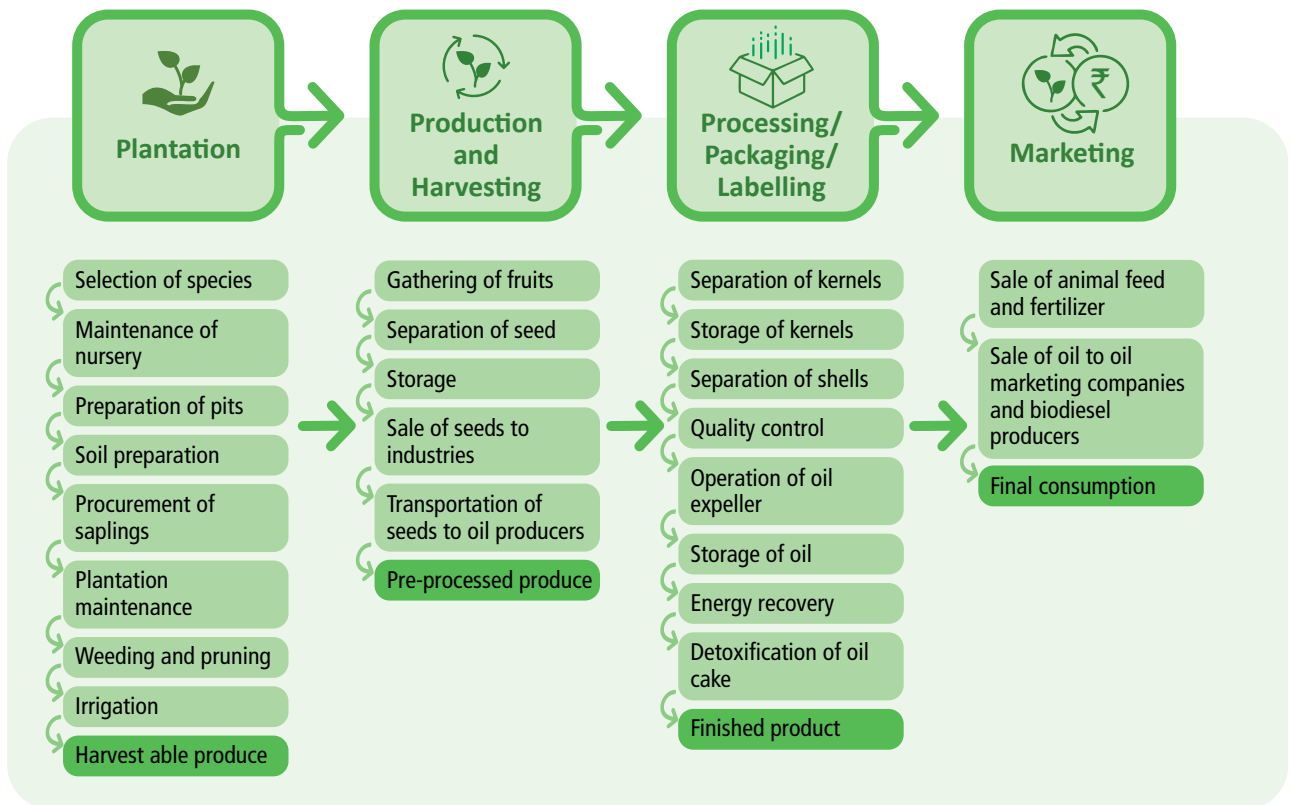 Plantation
Production
and
Harvesting
Processing/
Packaging/
Labelling
₹
Marketing
Selection of species
Maintenance of
nursery
Preparation of pits
Soil preparation
Procurement of
saplings
Plantation
maintenance
Weeding and pruning
Irrigation
Harvest able produce
Gathering of fruits
Separation of seed
Storage
Sale of seeds to
industries
Transportation of
seeds to oil producers
Pre-processed produce
Separation of kernels
Storage of kernels
Separation of shells
Quality control
Operation of oil
expeller
Storage of oil
Energy recovery
Detoxification of oil
cake
Finished product
Sale of animal feed
and fertilizer
Sale of oil to oil
marketing companies
and biodiesel
producers
Final consumption